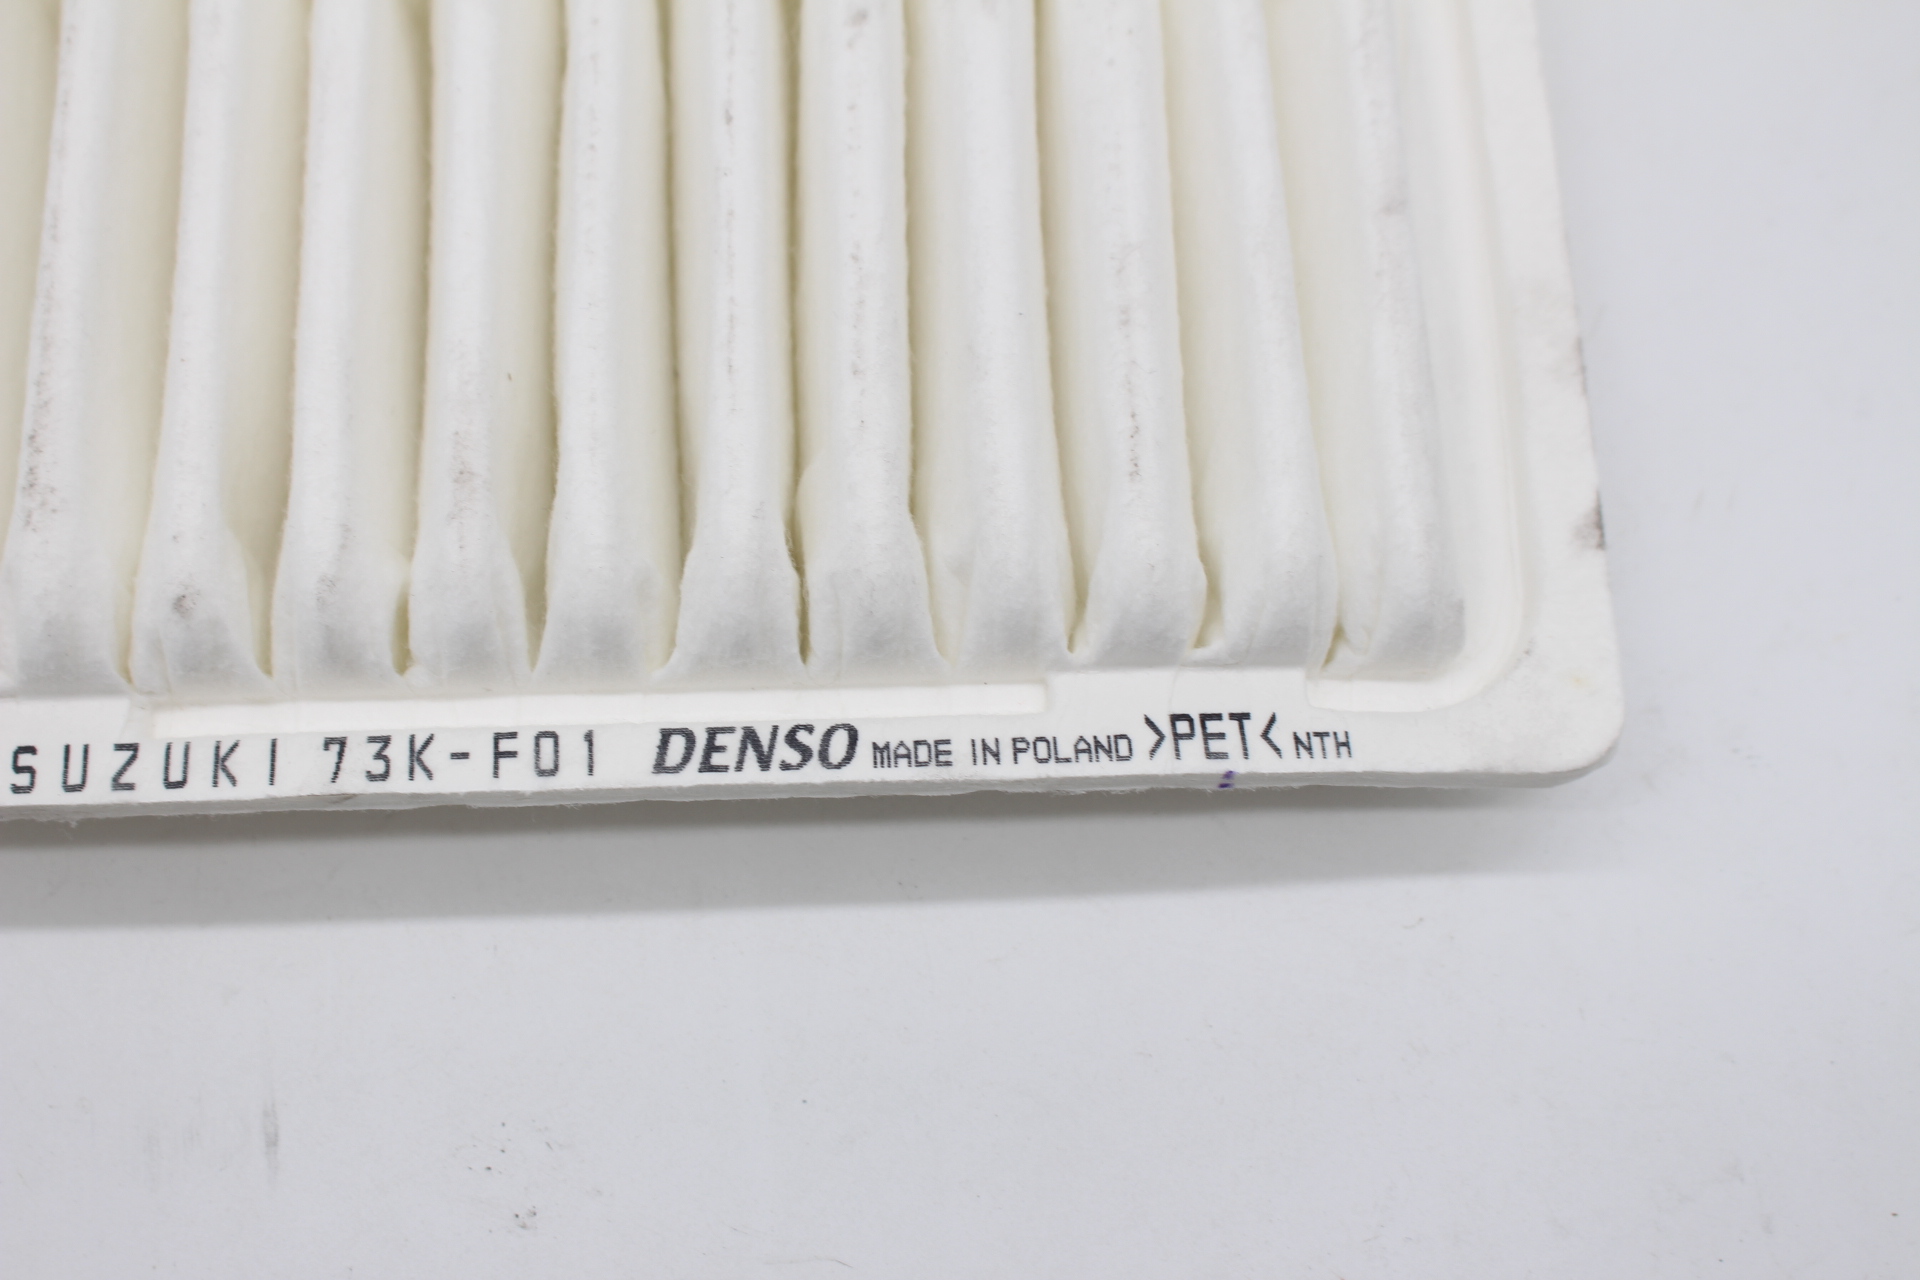 SUZUKI 73K-F01 DENSO MADE IN POLAND >PET< NTH